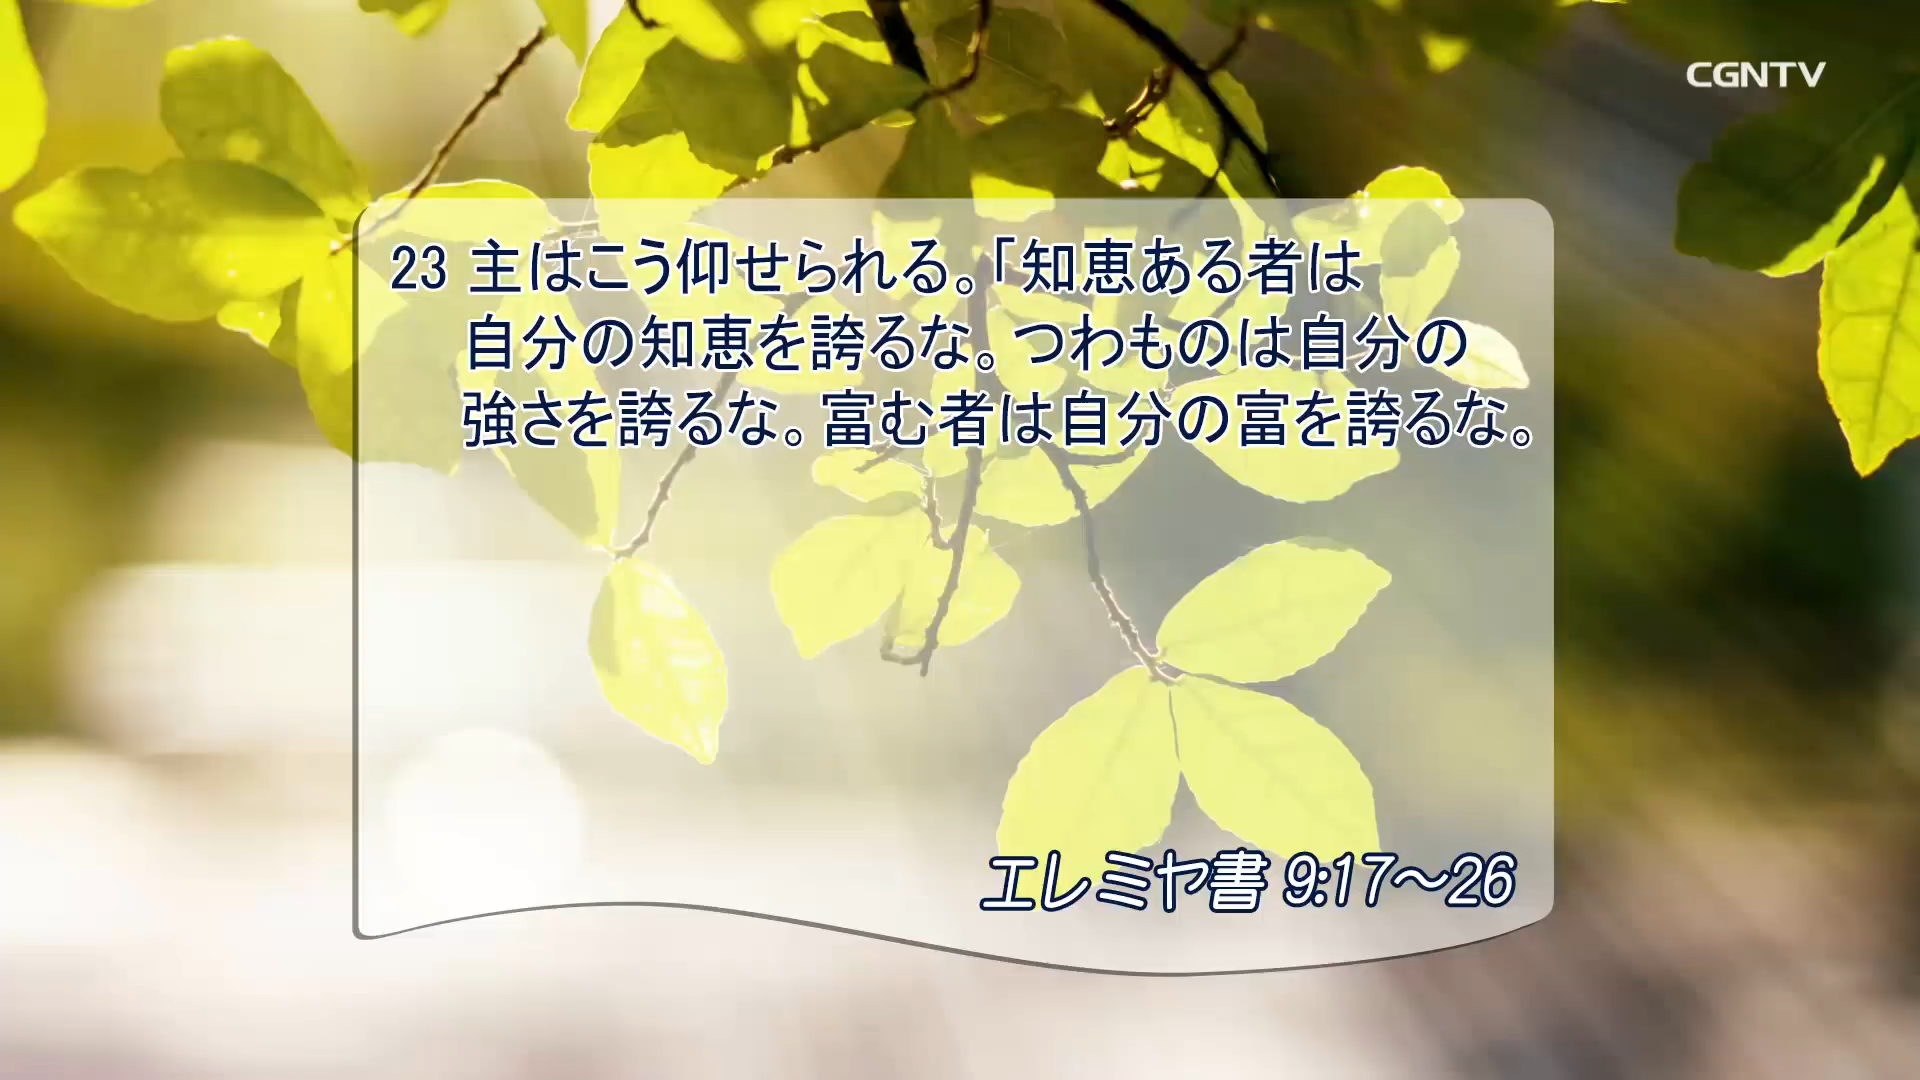 CGNTV
23 主はこう仰せられる。「知恵ある者は
自分の知恵を誇るな。つわものは自分の
強さを誇るな。富む者は自分の富を誇るな。
エレミヤ書 9:17～26